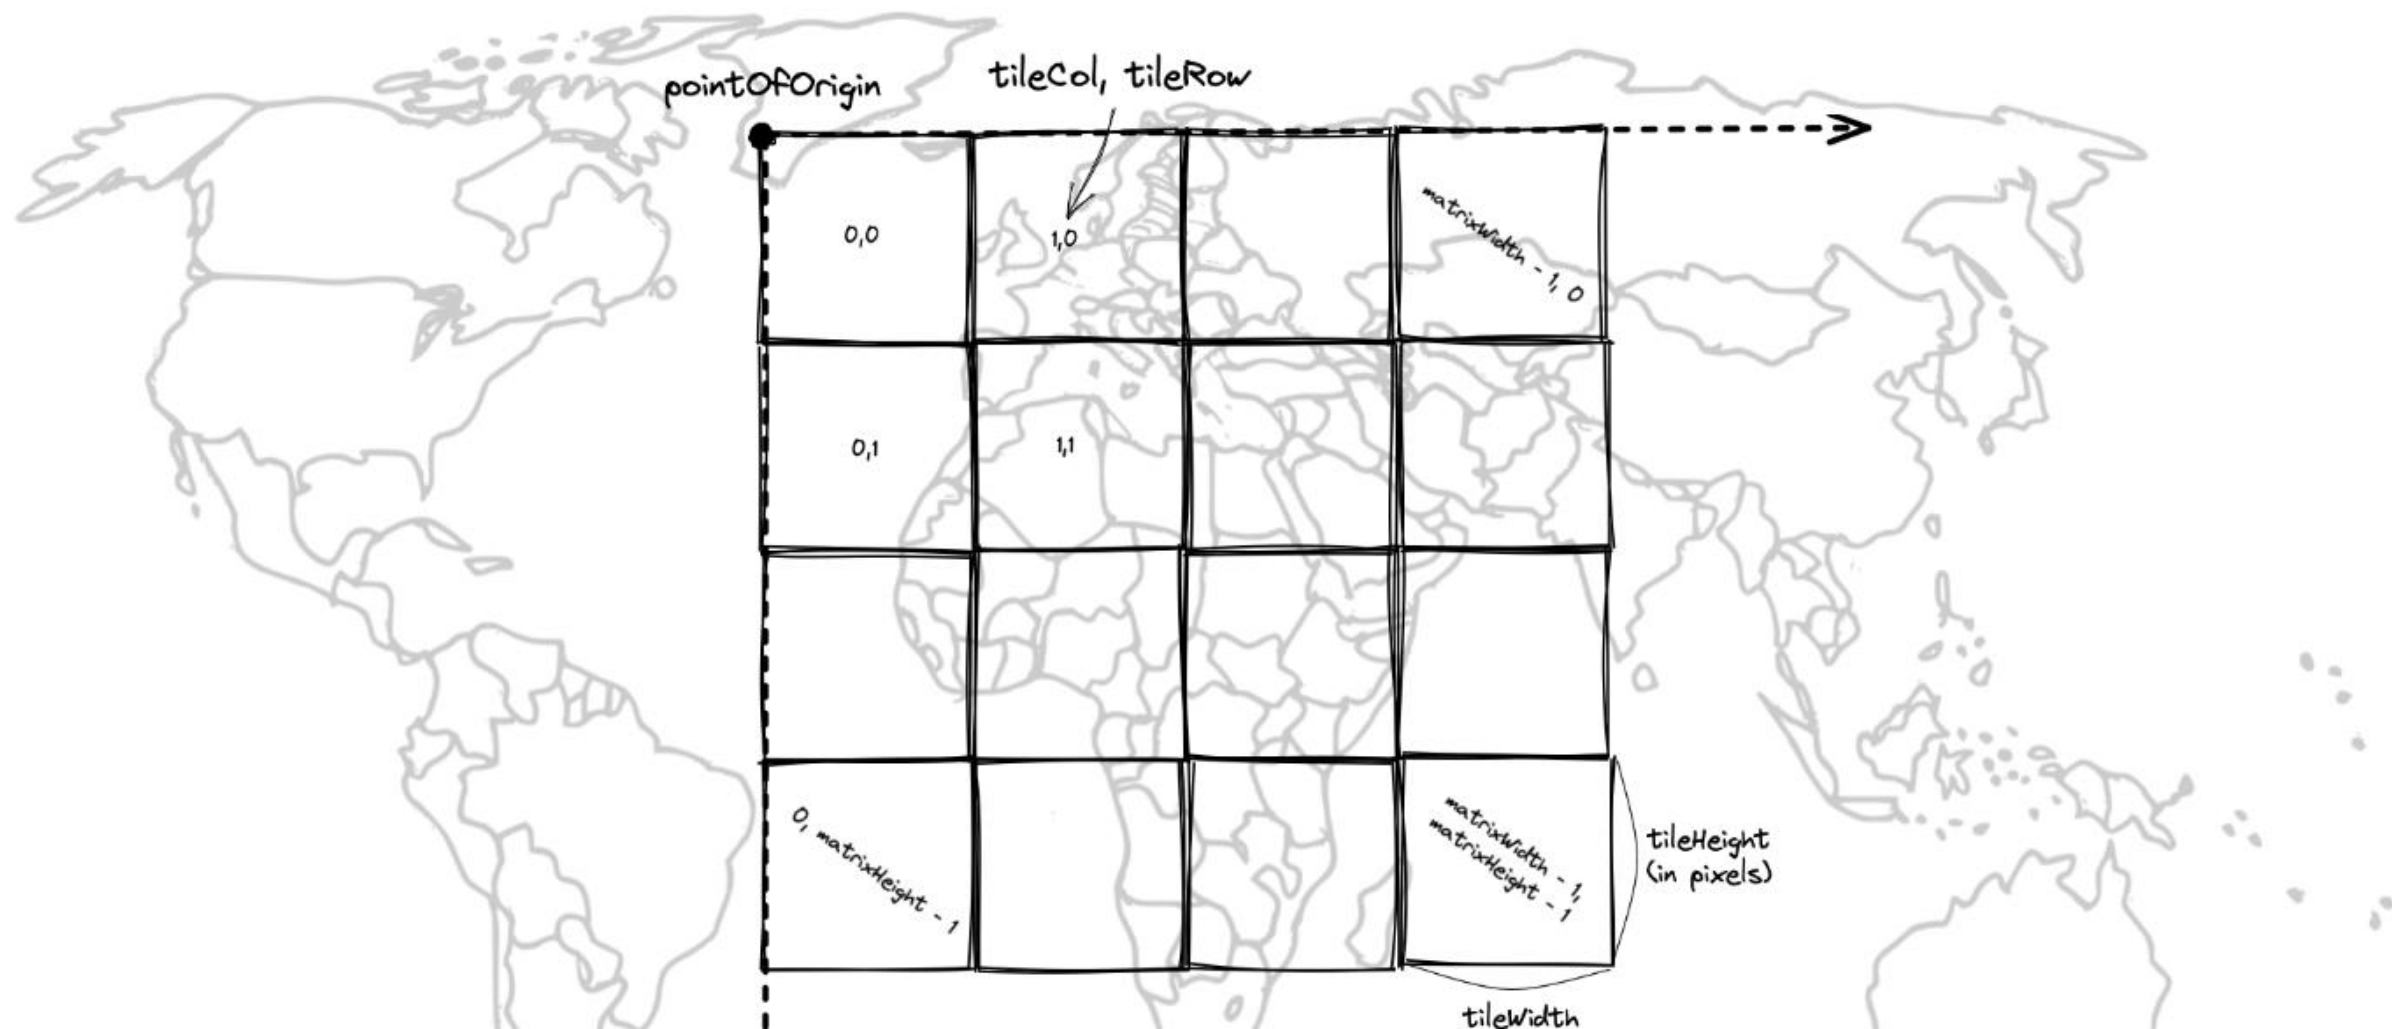 pointOfOrigin
tileCol, tileRow
0,0
1,0
matrixWidth - 1, 0
0,1
1,1
0, matrixHeight - 1
matrixWidth - 1,
matrixHeight - 1
tileHeight
(in pixels)
tileWidth